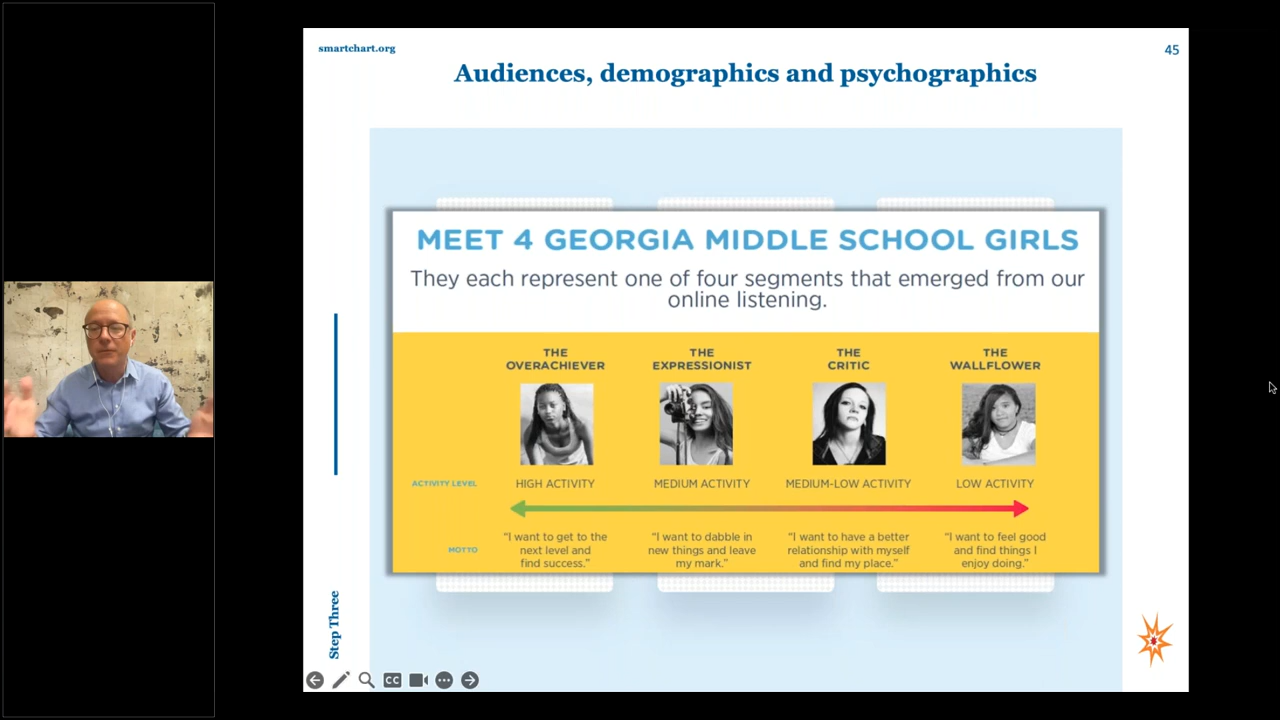 smartchart.org
45
Audiences, demographics and psychographics
MEET 4 GEORGIA MIDDLE SCHOOL GIRLS
They each represent one of four segments that emerged from our
online listening.
THE
OVERACHIEVER
THE
EXPRESSIONIST
THE
CRITIC
THE
WALLFLOWER
ACTIVITY LEVEL
HIGH ACTIVITY
MEDIUM ACTIVITY
MEDIUM-LOW ACTIVITY
LOW ACTIVITY
MOTTO
“I want to get to the
next level and
find success.”
“I want to dabble in
new things and leave
my mark.”
“I want to have a better
relationship with myself
and find my place.”
“I want to feel good
and find things I
enjoy doing.”
Step Three
CC